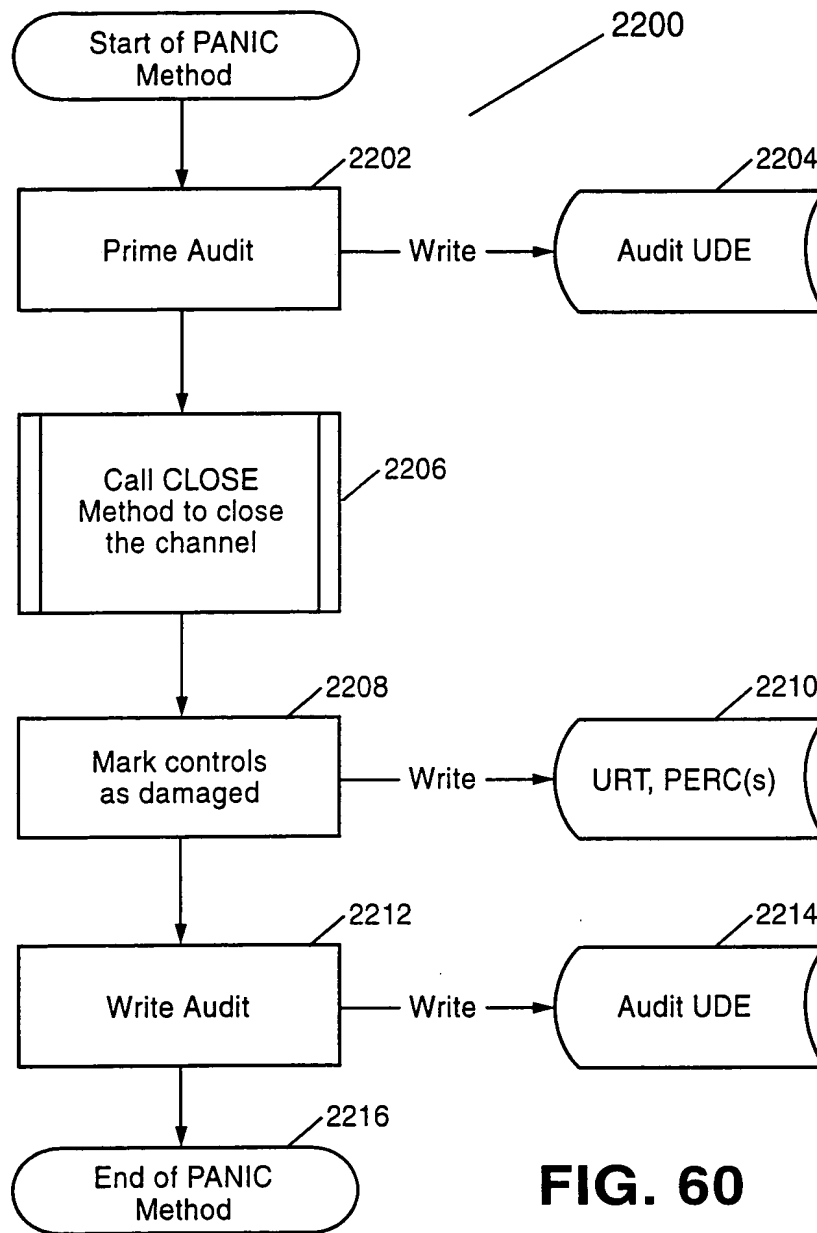 Start of PANIC
Method
2200
2202
2204
Prime Audit
Write
Audit UDE
Call CLOSE
Method to close
the channel
2206
2208
2210
Mark controls
as damaged
Write
URT, PERC(s)
2212
2214
Write Audit
Write
Audit UDE
2216
End of PANIC
Method
FIG. 60